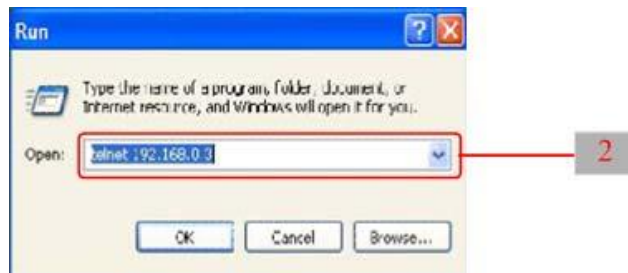 Run
Type the name of a program, folder, document, or
Internet resource, and Windows will open it for you.
Open: telnet 192.168.0.3
2
OK Cancel Browse...